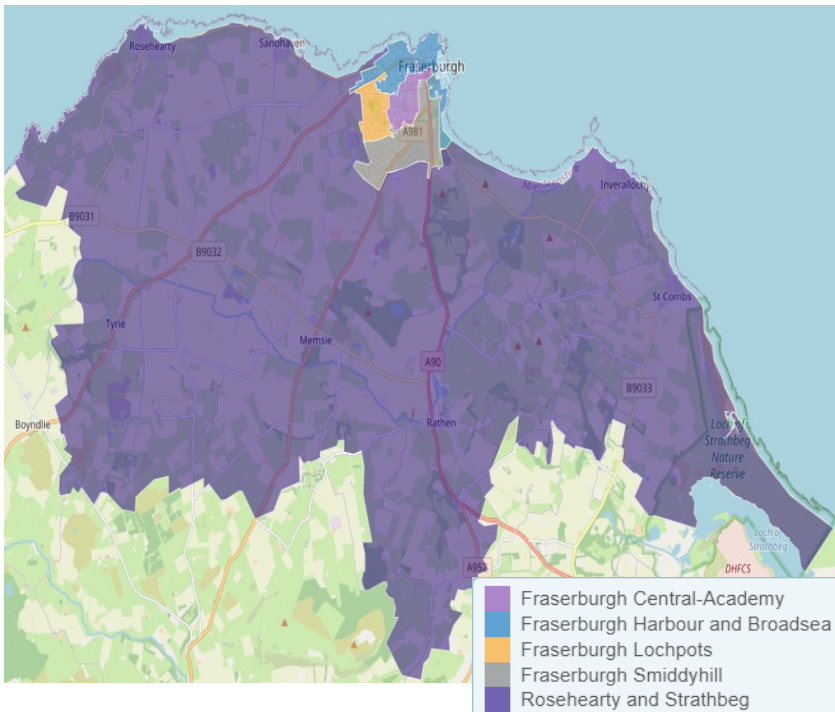 Rosehearty
Sandhaven
Fraserburgh
A981
Aberdeenshire
Inverallochy
B9031
B9032
St Combs
Tyrie
Memsie
A90
B9033
Boyndlie
Rathen
Loch of
Strathbeg
Nature
Reserve
Loch of
Strathbeg
DHFCS
A952
Fraserburgh Central-Academy
Fraserburgh Harbour and Broadsea
Fraserburgh Lochpots
Fraserburgh Smiddyhill
Rosehearty and Strathbeg